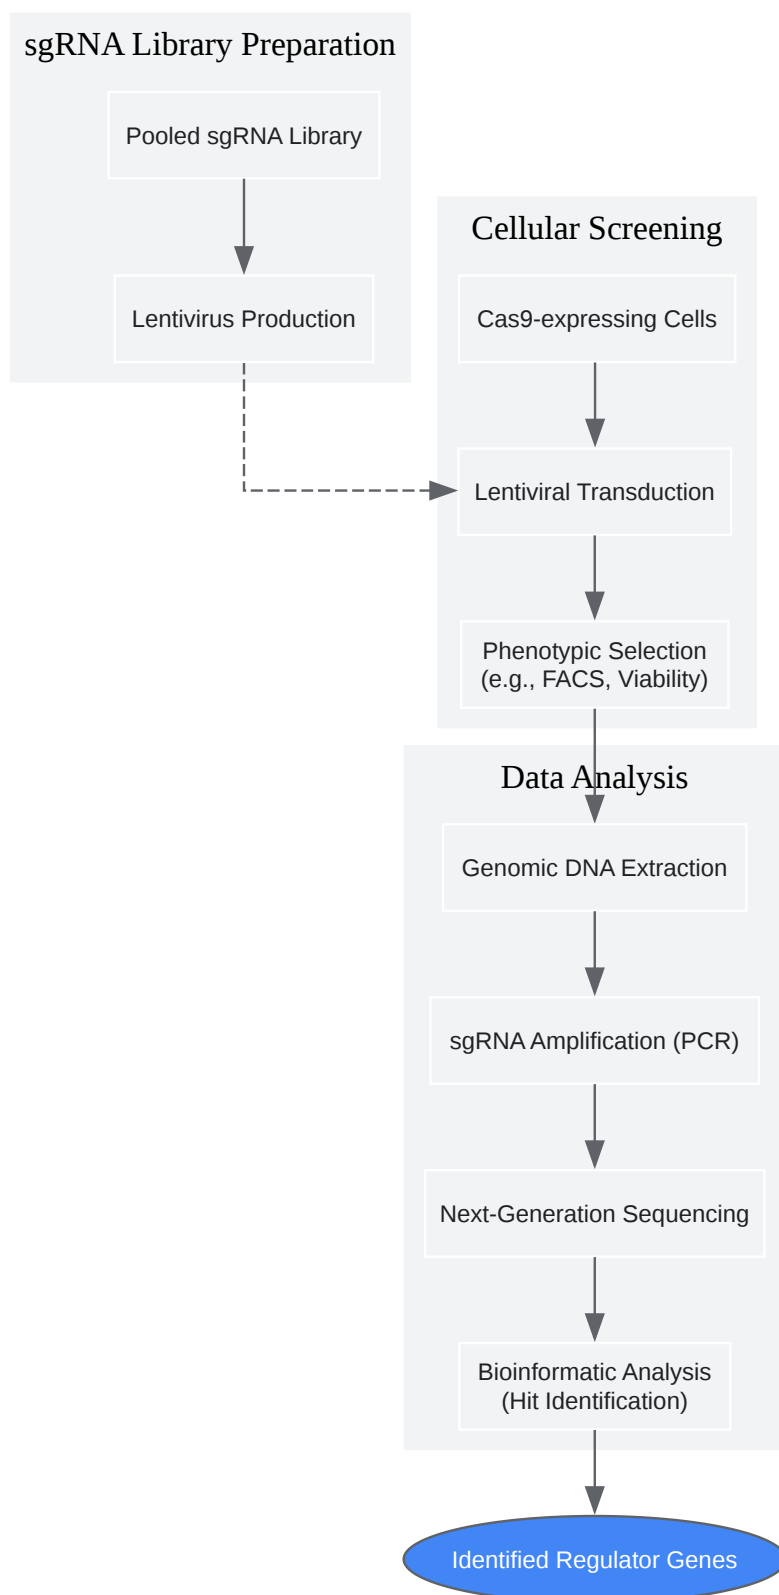 sgRNA Library Preparation
Pooled sgRNA Library
Lentivirus Production
Cellular Screening
Cas9-expressing Cells
Lentiviral Transduction
Phenotypic Selection
(e.g., FACS, Viability)
Data Analysis
Genomic DNA Extraction
sgRNA Amplification (PCR)
Next-Generation Sequencing
Bioinformatic Analysis
(Hit Identification)
Identified Regulator Genes